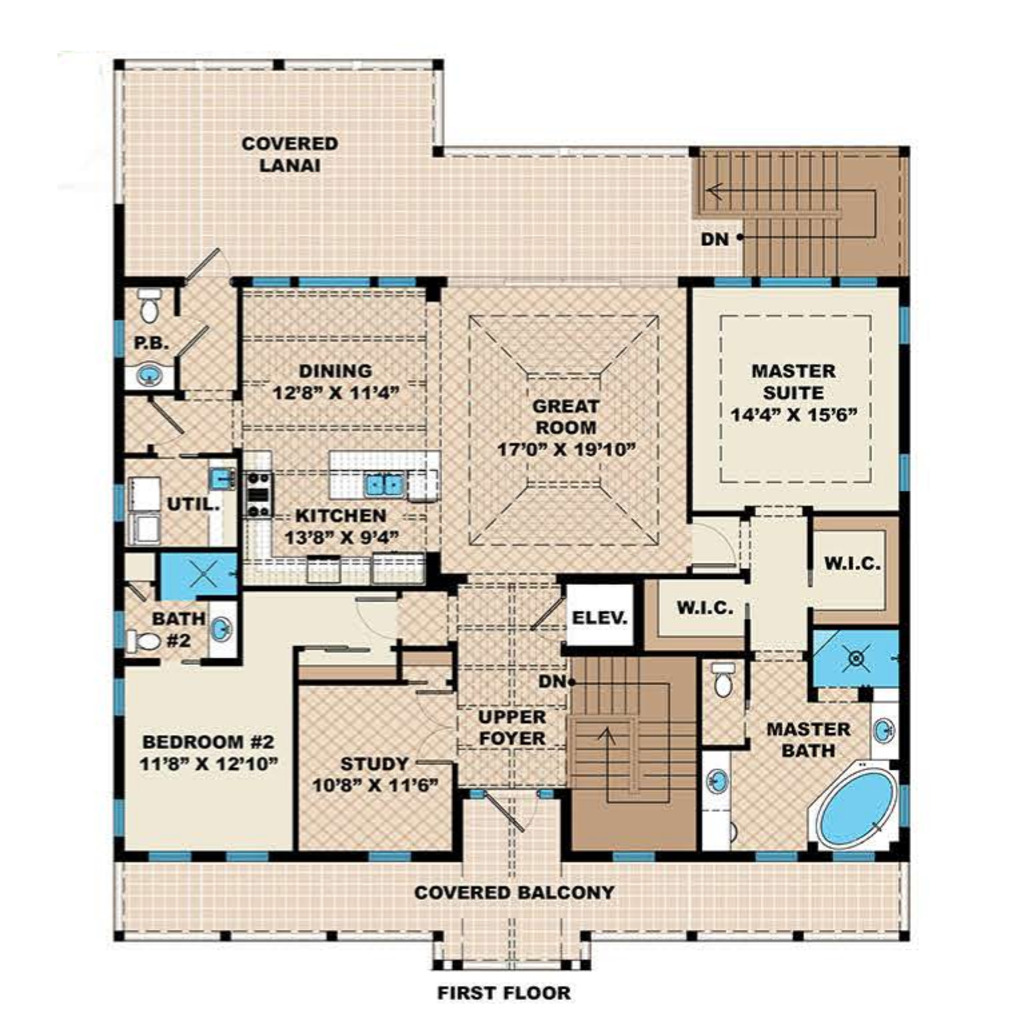 COVERED
LANAI
DN
P.B.
DINING
12'8" X 11'4"
GREAT
ROOM
17'0" X 19'10"
MASTER
SUITE
14'4" X 15'6"
UTIL.
KITCHEN
13'8" X 9'4"
W.I.C.
W.I.C.
ELEV.
BATH
#2
DN
UPPER
FOYER
BEDROOM #2
11'8" X 12'10"
STUDY
10'8" X 11'6"
MASTER
BATH
COVERED BALCONY
FIRST FLOOR